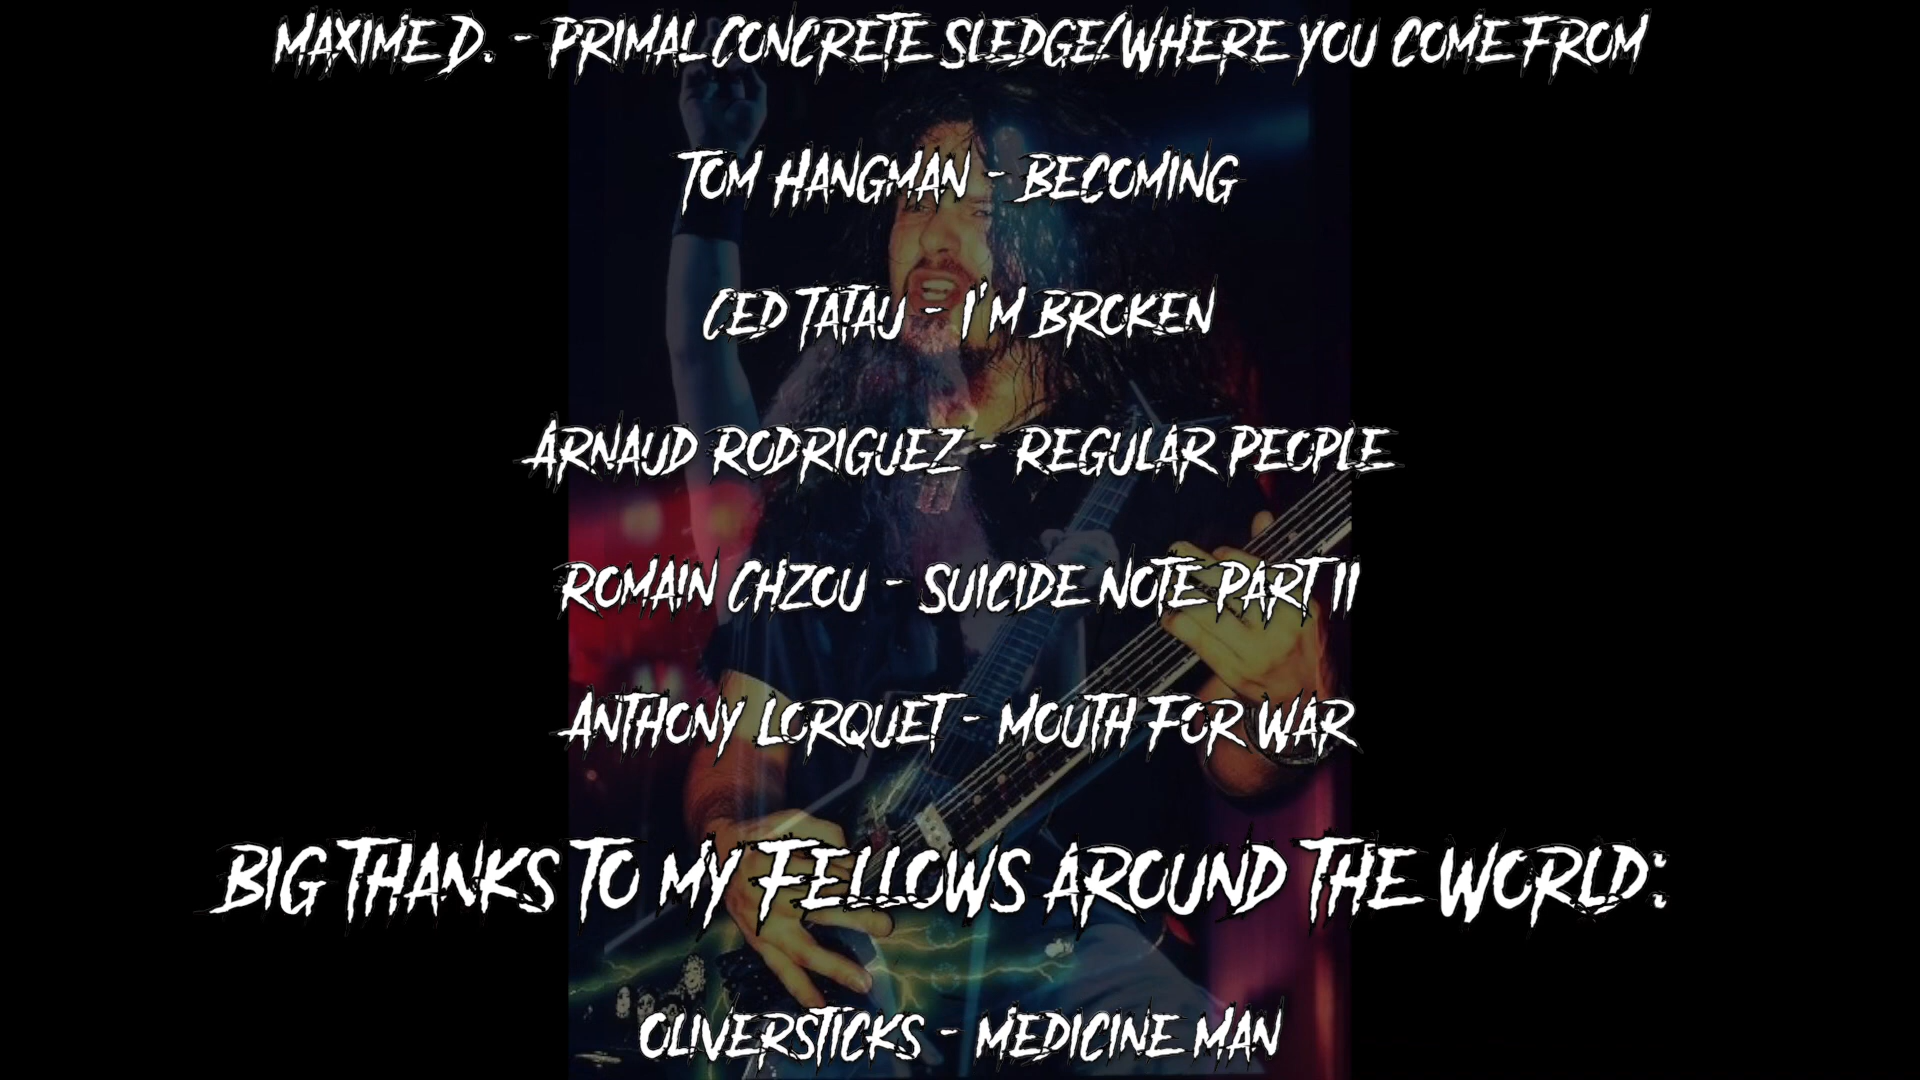 MAXIME D. - PRIMAL CONCRETE SLEDGE/WHERE YOU COME FROM
TOM HANGMAN - BECOMING
CED TATAU - I'M BROKEN
ARNAUD RODRIGUEZ - REGULAR PEOPLE
ROMAIN CHZOU - SUICIDE NOTE PART II
ANTHONY LORQUET - MOUTH FOR WAR
BIG THANKS TO MY FELLOWS AROUND THE WORLD:
OLIVERSTICKS - MEDICINE MAN